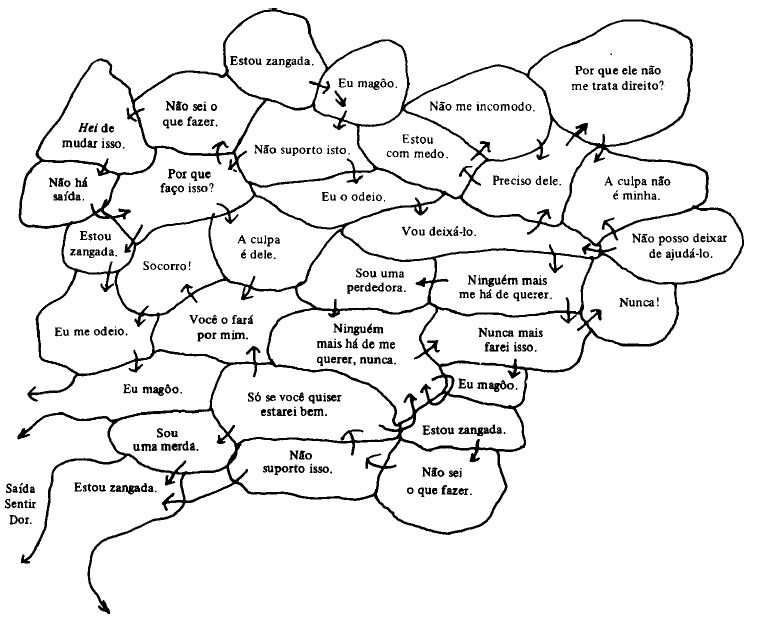 Estou zangada.
Eu magôo.
Por que ele não
me trata direito?
Não sei o
que fazer.
Não me incomodo.
Hei de
mudar isso.
Não suporto isto.
Estou
com medo.
Não há
saída.
Por que
faço isso?
Preciso dele.
A culpa não
é minha.
Eu o odeio.
Vou deixá-lo.
Estou
zangada.
A culpa
é dele.
Não posso deixar
de ajudá-lo.
Socorro!
Sou uma
perdedora.
Ninguém mais
me há de querer.
Nunca!
Eu me odeio.
Você o fará
por mim.
Ninguém
mais há de me
querer, nunca.
Nunca mais
farei isso.
Eu magôo.
Só se você quiser
estarei bem.
Eu magôo.
Sou
uma merda.
Estou zangada.
Não
suporto isso.
Não sei
o que fazer.
Saída
Sentir
Dor.
Estou zangada.